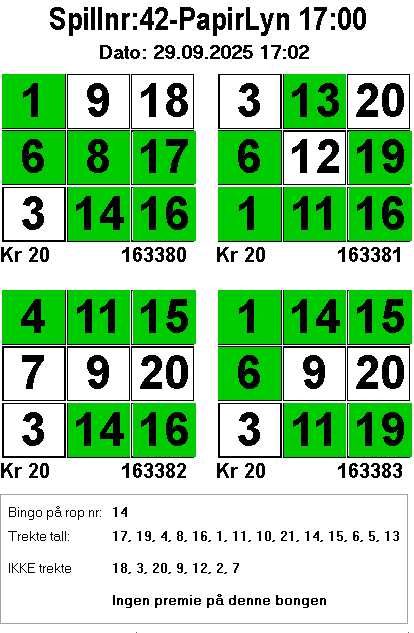 Spillnr:42-PapirLyn 17:00
Dato: 29.09.2025 17:02
1 9 18
6 8 17
3 14 16
Kr 20 163380
3 13 20
6 12 19
1 11 16
Kr 20 163381
4 11 15
7 9 20
3 14 16
Kr 20 163382
1 14 15
6 9 20
3 11 19
Kr 20 163383
Bingo på rop nr: 14
Trekte tall: 17, 19, 4, 8, 16, 1, 11, 10, 21, 14, 15, 6, 5, 13
IKKE trekte 18, 3, 20, 9, 12, 2, 7
Ingen premie på denne bongen